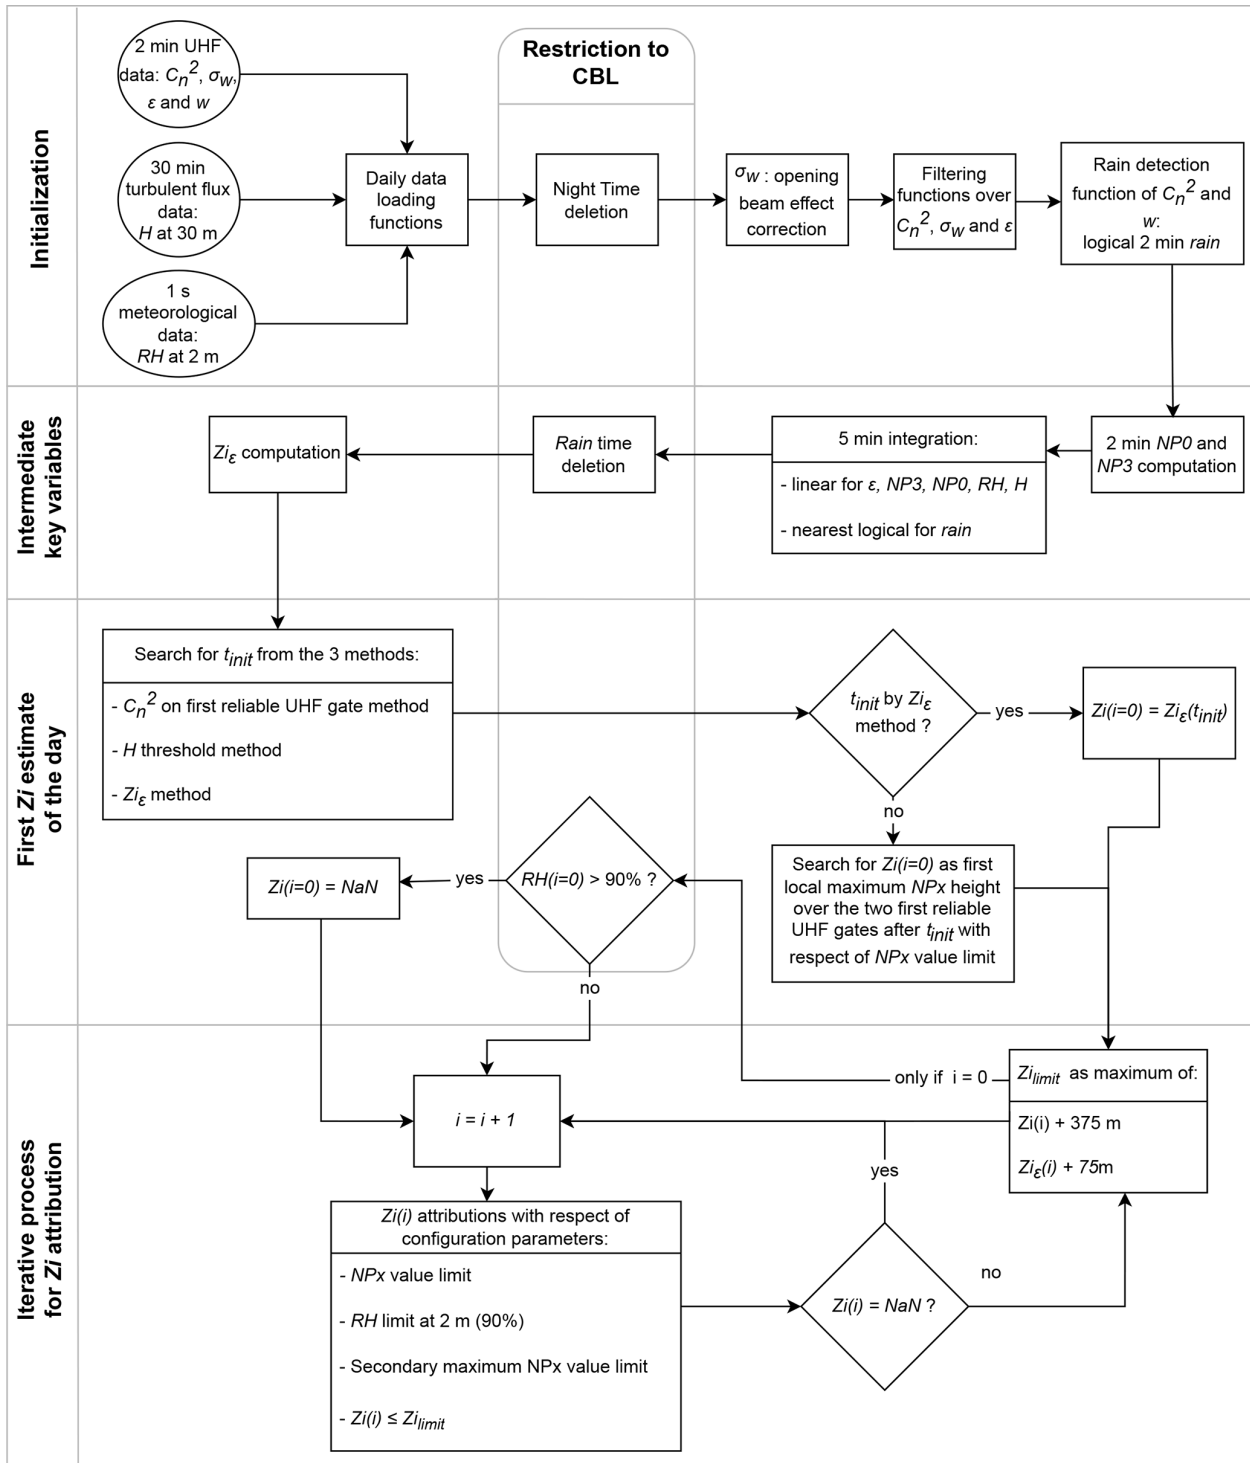 Initialization
2 min UHF
data: Cn², σw,
ε and w
30 min
turbulent flux
data:
H at 30 m
1 s
meteorological
data:
RH at 2 m
Daily data
loading
functions
Restriction to
CBL
Night Time
deletion
σw : opening
beam effect
correction
Filtering
functions over
Cn², σw and ε
Rain detection
function of Cn² and
w:
logical 2 min rain
Intermediate
key variables
Ziε computation
Rain time
deletion
5 min integration:
- linear for ε, NP3, NP0, RH, H
- nearest logical for rain
2 min NP0 and
NP3 computation
First Zi estimate
of the day
Search for tinit from the 3 methods:
- Cn² on first reliable UHF gate method
- H threshold method
- Ziε method
tinit by Ziε
method ?
yes
Zi(i=0) = Ziε(tinit)
no
Search for Zi(i=0) as first
local maximum NPx height
over the two first reliable
UHF gates after tinit with
respect of NPx value limit
RH(i=0) > 90% ?
yes
Zi(i=0) = NaN
no
Iterative process
for Zi attribution
only if i = 0
Zilimit as maximum of:
Zi(i) + 375 m
Ziε(i) + 75m
i = i + 1
yes
Zi(i) attributions with respect of
configuration parameters:
- NPx value limit
- RH limit at 2 m (90%)
- Secondary maximum NPx value limit
- Zi(i) ≤ Zilimit
Zi(i) = NaN ?
no